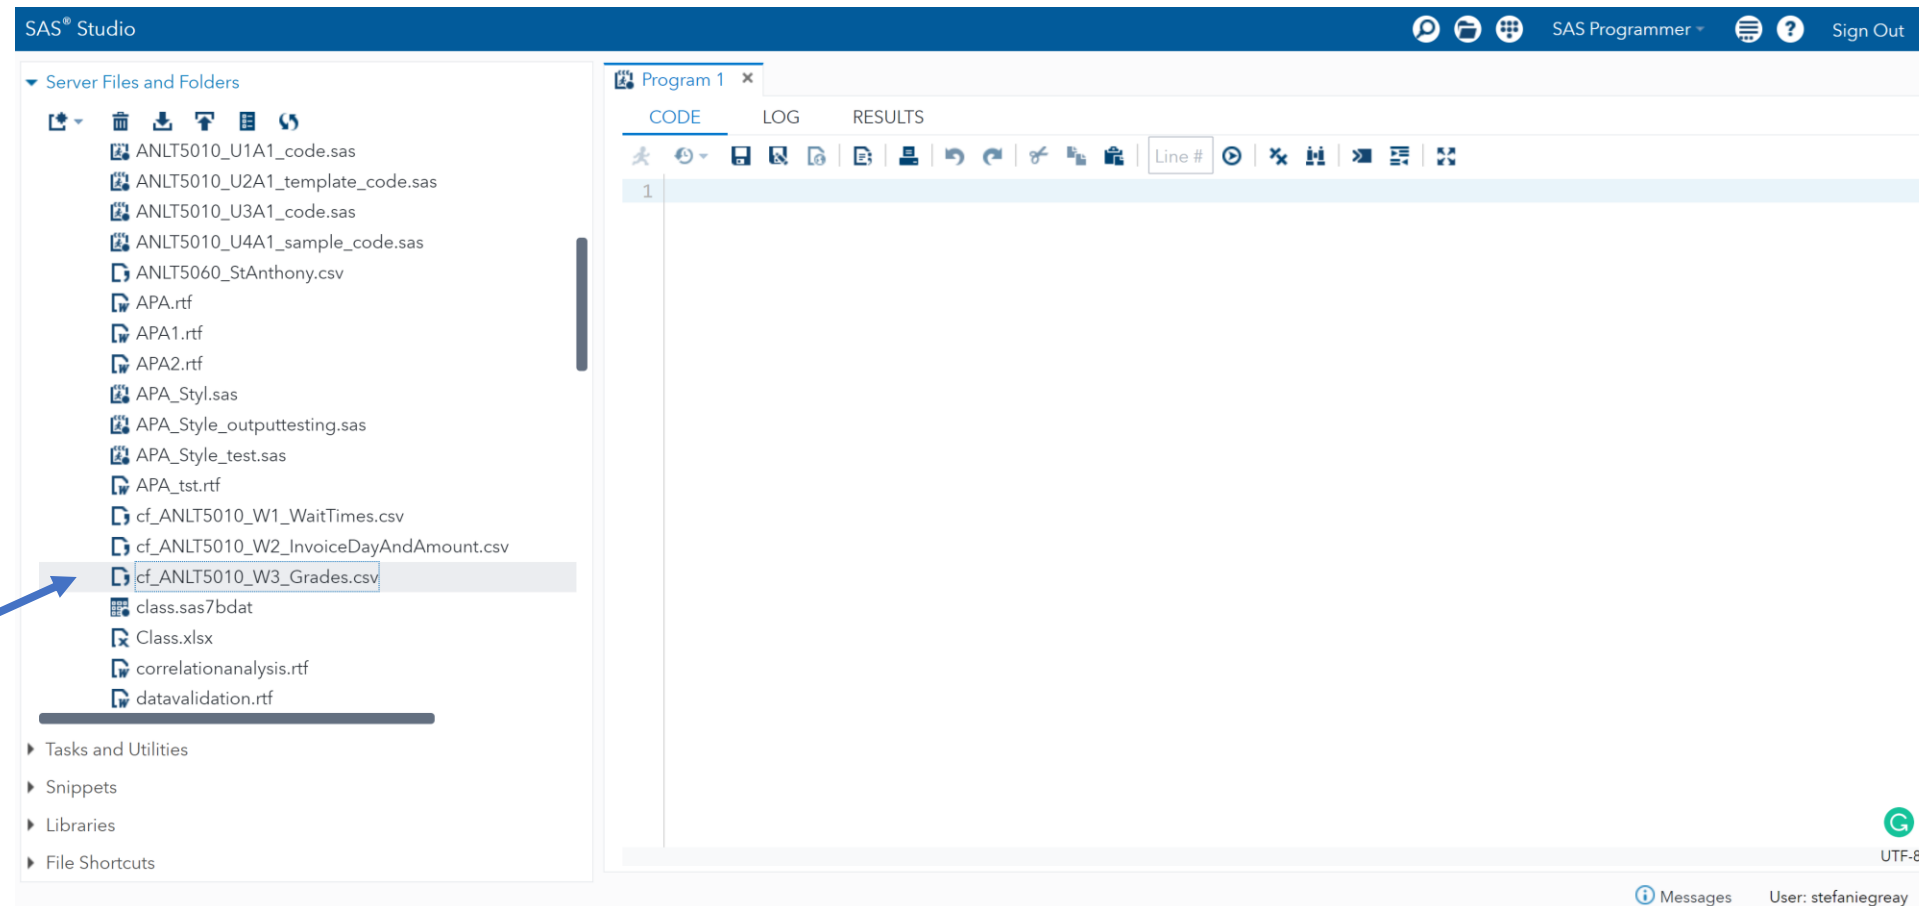 SAS® Studio
SAS Programmer
Sign Out
Server Files and Folders
ANLT5010_U1A1_code.sas
ANLT5010_U2A1_template_code.sas
ANLT5010_U3A1_code.sas
ANLT5010_U4A1_sample_code.sas
ANLT5060_StAnthony.csv
APA.rtf
APA1.rtf
APA2.rtf
APA_Styl.sas
APA_Style_outputtesting.sas
APA_Style_test.sas
APA_tst.rtf
cf_ANLT5010_W1_WaitTimes.csv
cf_ANLT5010_W2_InvoiceDayAndAmount.csv
cf_ANLT5010_W3_Grades.csv
class.sas7bdat
Class.xlsx
correlationanalysis.rtf
datavalidation.rtf
Tasks and Utilities
Snippets
Libraries
File Shortcuts
Program 1
CODE LOG RESULTS
Line #
1
UTF-8
Messages User: stefaniegreay